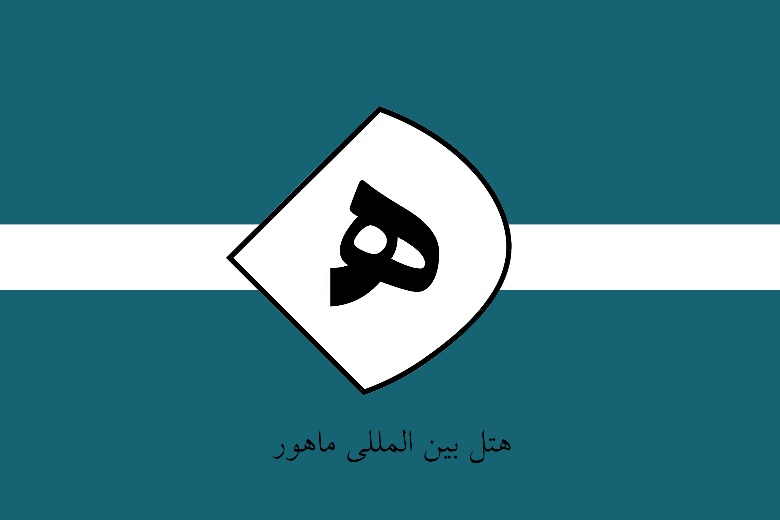 ه
هتل بین المللی ماهور